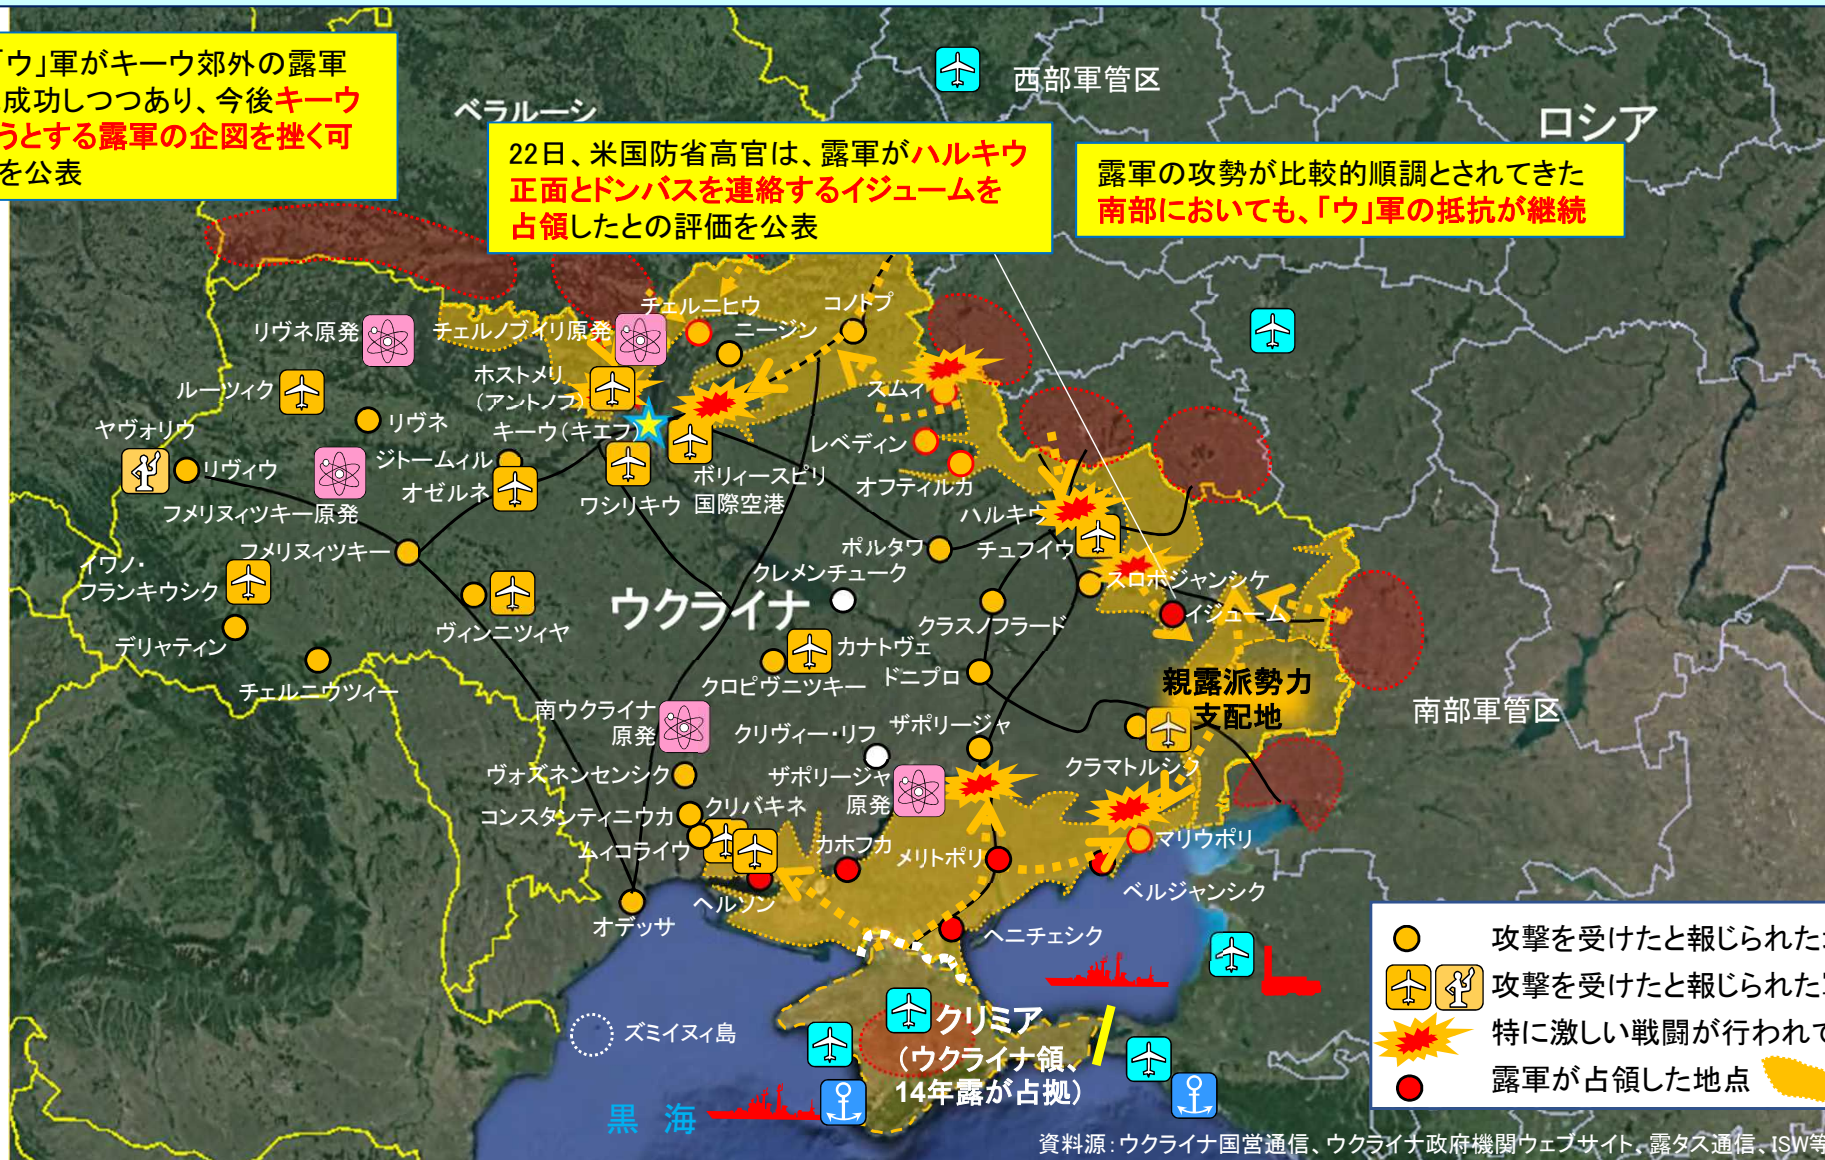 「ウ」軍がキーウ郊外の露軍
成功しつつあり、今後キーウ
うとする露軍の企図を挫く可
を公表
西部軍管区
ロシア
ベラルーシ
22日、米国防省高官は、露軍がハルキウ
正面とドンバスを連絡するイジュームを
占領したとの評価を公表
露軍の攻勢が比較的順調とされてきた
南部においても、「ウ」軍の抵抗が継続
チェルニヒウ
コノトプ
リヴネ原発
チェルノブイリ原発
ニージン
ルーツィク
ホストメリ
(アントノフ)
スムィ
ヤヴォリウ
リヴネ
キーウ(キエフ)
レベディン
リヴィウ
ジトームィル
オゼルネ
ワシリキウ
ボリィースピリ
国際空港
オフティルカ
フメリヌィツキー原発
ハルキウ
フメリヌィツキー
ポルタワ
チュフイウ
イワノ・
フランキウシク
クレメンチューク
スロボジャンシケ
ウクライナ
イジューム
デリャティン
ヴィンニツィヤ
クラスノフラード
カナトヴェ
チェルニウツィー
クロピヴニツキー
ドニプロ
親露派勢力
支配地
南部軍管区
南ウクライナ
原発
クリヴィー・リフ
ザポリージャ
ヴォズネンセンシク
ザポリージャ
原発
クラマトルシク
コンスタンティニウカ
クリバキネ
ムィコライウ
カホフカ
メリトポリ
マリウポリ
ヘルソン
ベルジャンシク
オデッサ
ヘニチェシク
ズミイヌィ島
クリミア
(ウクライナ領、
14年露が占拠)
黒 海
攻撃を受けたと報じられた
攻撃を受けたと報じられた
特に激しい戦闘が行われて
露軍が占領した地点
資料源:ウクライナ国営通信、ウクライナ政府機関ウェブサイト、露タス通信、ISW等